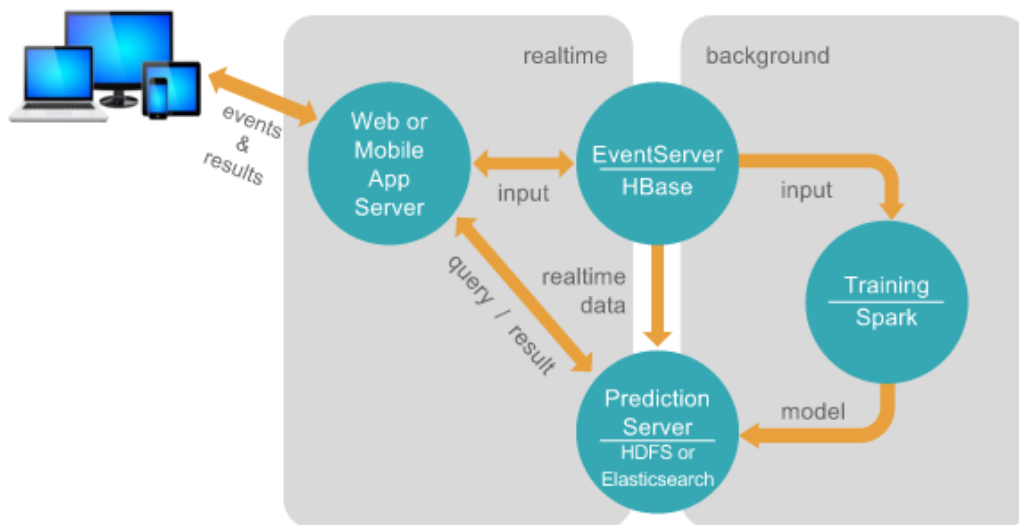 realtime
background
events
&
results
Web or
Mobile
App
Server
input
EventServer
HBase
input
query / result
realtime
data
Training
Spark
Prediction
Server
HDFS or
Elasticsearch
model